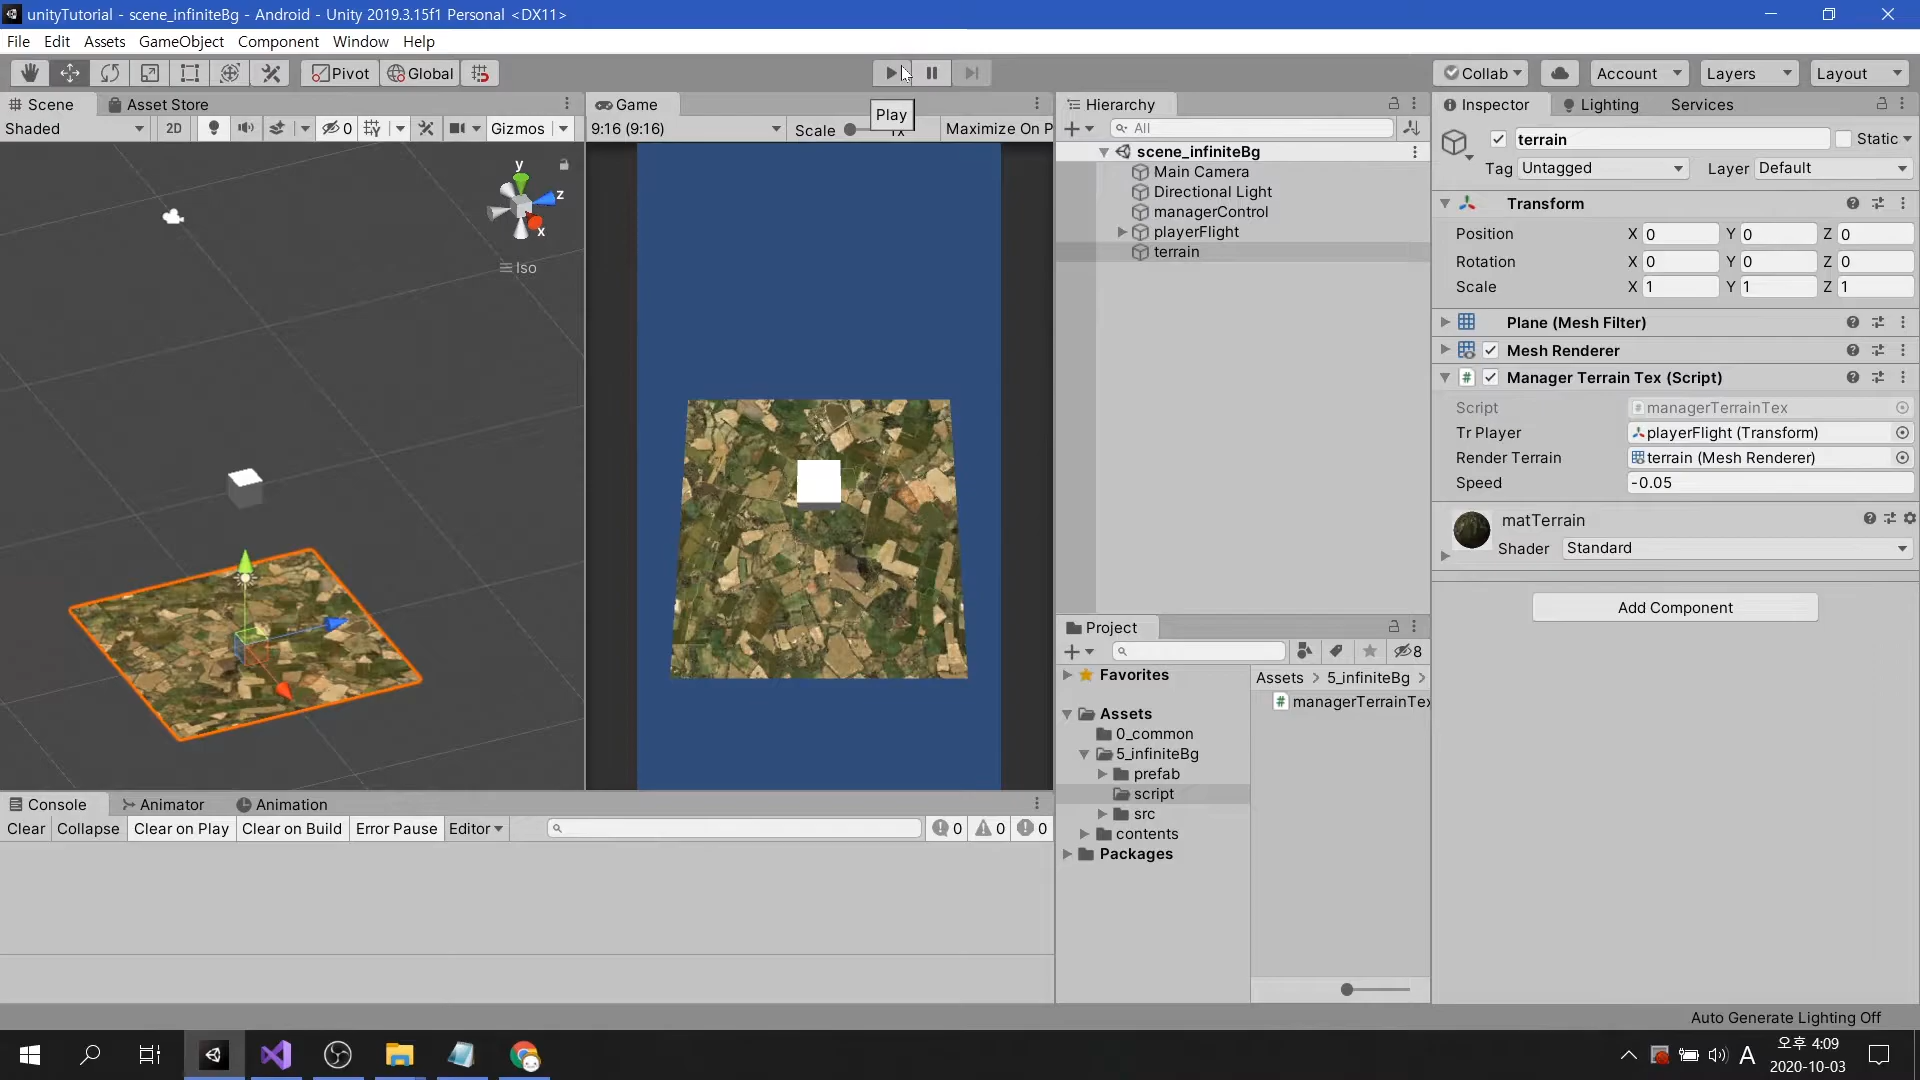 unityTutorial - scene_infiniteBg - Android - Unity 2019.3.15f1 Personal <DX11>
File Edit Assets GameObject Component Window Help
Pivot Global Collab Account Layers Layout
Scene Asset Store
Shaded 2D 0 Gizmos
y
z
x
Iso
Game
9:16 (9:16) Scale 1x Maximize On P
Play
Hierarchy
All
scene_infiniteBg
Main Camera
Directional Light
managerControl
playerFlight
terrain
Inspector Lighting Services
terrain Static
Tag Untagged Layer Default
Transform
Position X 0 Y 0 Z 0
Rotation X 0 Y 0 Z 0
Scale X 1 Y 1 Z 1
Plane (Mesh Filter)
Mesh Renderer
# Manager Terrain Tex (Script)
Script managerTerrainTex
Tr Player playerFlight (Transform)
Render Terrain terrain (Mesh Renderer)
Speed -0.05
matTerrain
Shader Standard
Add Component
Project
8
Favorites
Assets
0_common
5_infiniteBg
prefab
script
src
contents
Packages
Assets > 5_infiniteBg >
# managerTerrainTex
Console Animator Animation
Clear Collapse Clear on Play Clear on Build Error Pause Editor 0 0 0
Auto Generate Lighting Off
A 오후 4:09
2020-10-03